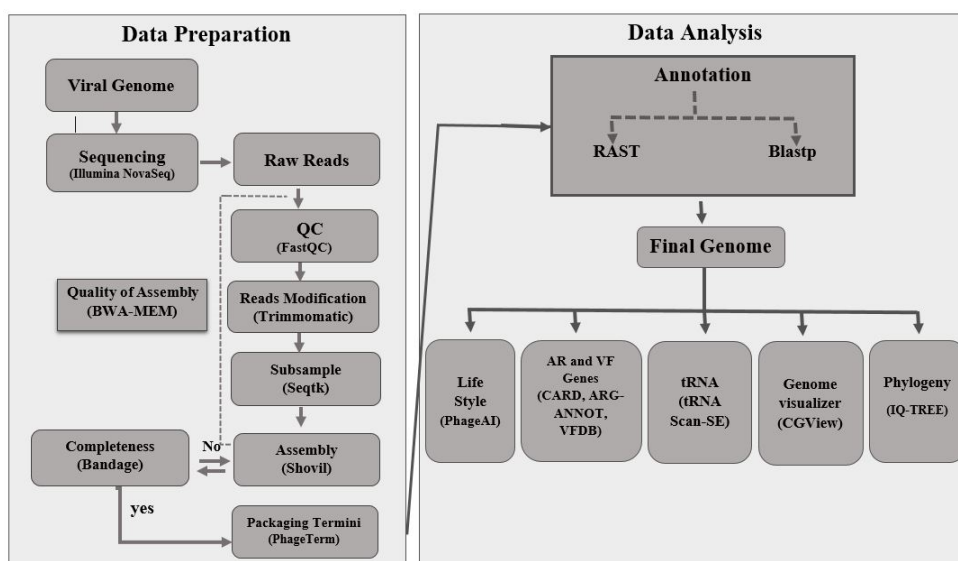 Data Preparation
Viral Genome
Sequencing
(Illumina NovaSeq)
Raw Reads
QC
(FastQC)
Quality of Assembly
(BWA-MEM)
Reads Modification
(Trimmomatic)
Subsample
(Seqtk)
Completeness
(Bandage)
No
Assembly
(Shovil)
yes
Packaging Termini
(PhageTerm)
Data Analysis
Annotation
RAST
Blastp
Final Genome
Life
Style
(PhageAI)
AR and VF
Genes
(CARD, ARG-
ANNOT,
VFDB)
tRNA
(tRNA
Scan-SE)
Genome
visualizer
(CGView)
Phylogeny
(IQ-TREE)